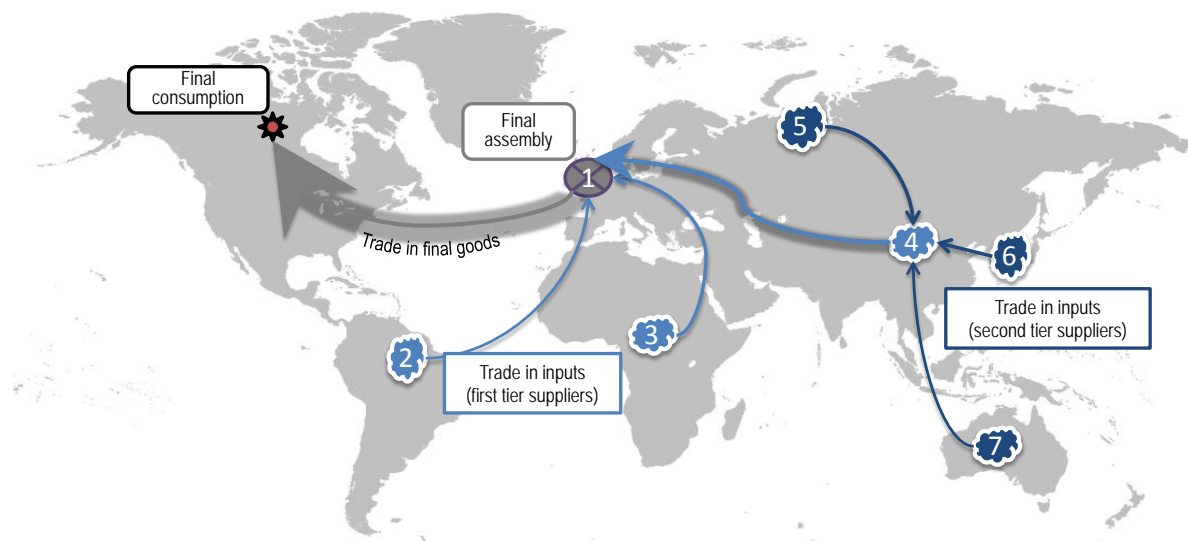 Final
consumption
Final
assembly
5
1
4
6
Trade in final goods
Trade in inputs
(second tier suppliers)
3
2
Trade in inputs
(first tier suppliers)
7